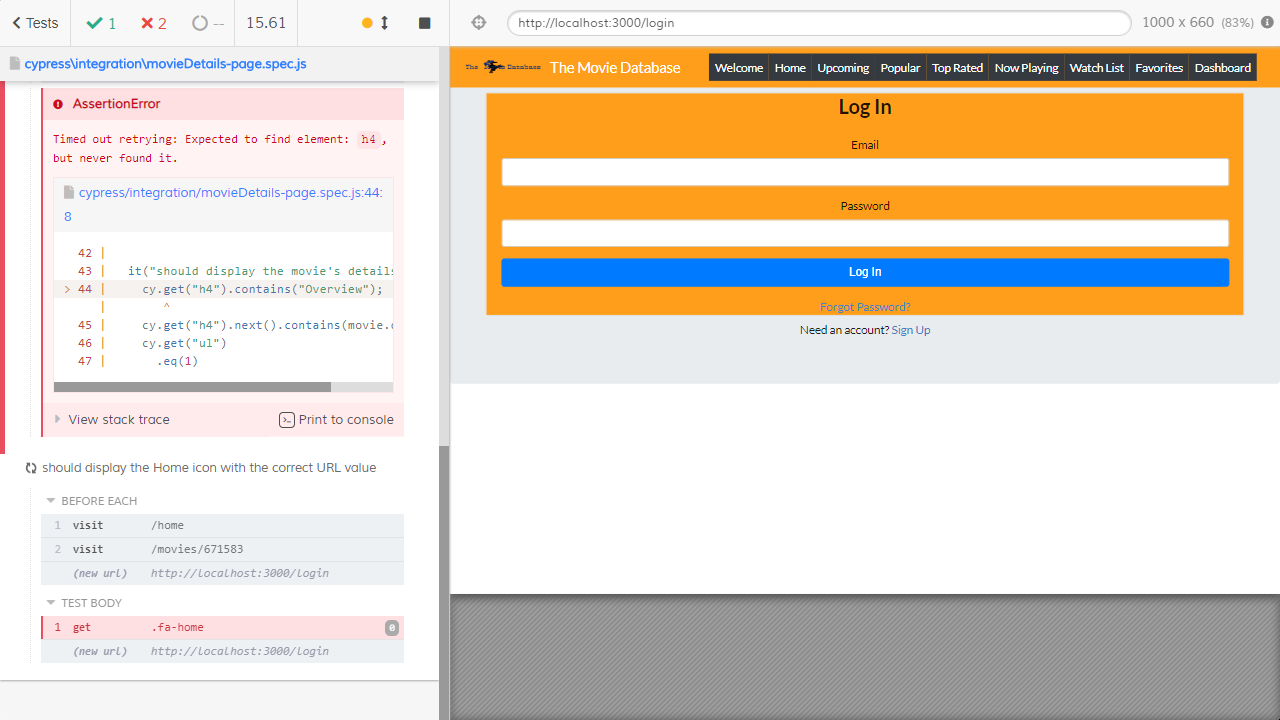 Tests
1
2
--
15.61
http://localhost:3000/login
1000 x 660 (83%)
cypress\integration\movieDetails-page.spec.js
AssertionError
Timed out retrying: Expected to find element: h4,
but never found it.
cypress/integration/movieDetails-page.spec.js:44:
8
42 |
43 | it("should display the movie's details
> 44 | cy.get("h4").contains("Overview");
| ^
45 | cy.get("h4").next().contains(movie.o
46 | cy.get("ul")
47 | .eq(1)
View stack trace
Print to console
should display the Home icon with the correct URL value
BEFORE EACH
1 visit /home
2 visit /movies/671583
(new url) http://localhost:3000/login
TEST BODY
1 get .fa-home 0
(new url) http://localhost:3000/login
The Movie Database
Welcome Home Upcoming Popular Top Rated Now Playing Watch List Favorites Dashboard
Log In
Email
Password
Log In
Forgot Password?
Need an account? Sign Up